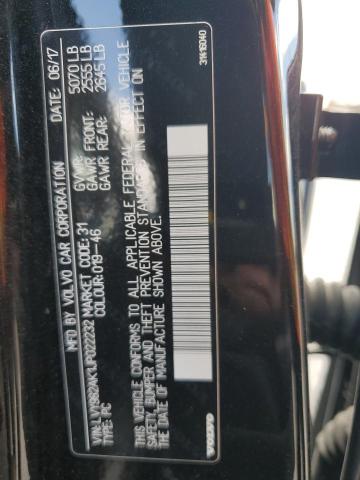 MFD BY VOLVO CAR CORPORATION DATE: 06/17
GVWR: 5070 LB
GAWR FRONT: 2555 LB
GAWR REAR: 2645 LB
MARKET CODE: 31
TYPE: PC COLOUR: 019-46
THIS VEHICLE CONFORMS TO ALL APPLICABLE FEDERAL MOTOR VEHICLE
SAFETY, BUMPER AND THEFT PREVENTION STANDARDS IN EFFECT ON
THE DATE OF MANUFACTURE SHOWN ABOVE.
VOLVO 31416040